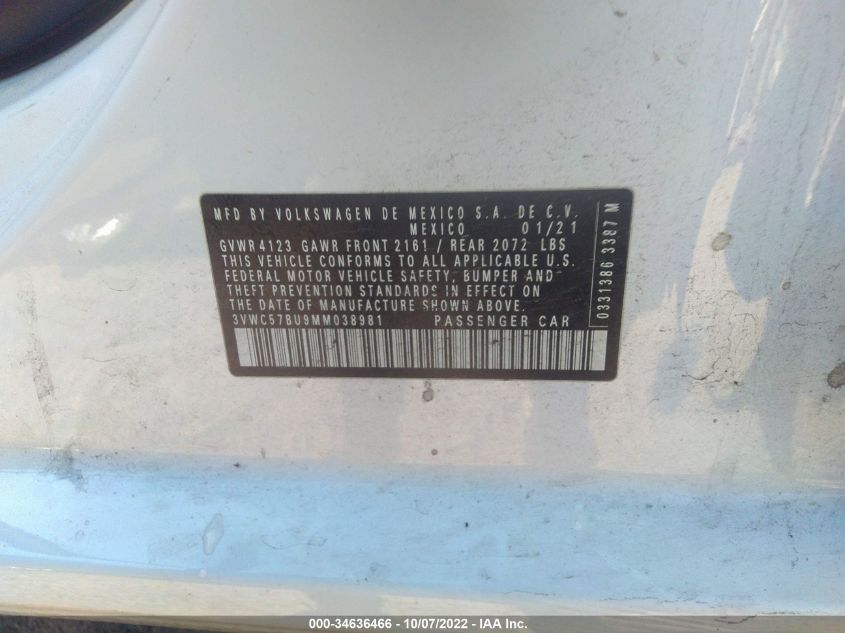 MFD BY VOLKSWAGEN DE MEXICO S.A. DE C.V.
MEXICO 01/21
GVWR 4123 GAWR FRONT 2161 / REAR 2072 LBS
THIS VEHICLE CONFORMS TO ALL APPLICABLE U.S.
FEDERAL MOTOR VEHICLE SAFETY, BUMPER AND
THEFT PREVENTION STANDARDS IN EFFECT ON
THE DATE OF MANUFACTURE SHOWN ABOVE.
3VWC57BU9MM038981 PASSENGER CAR
0331386 3387 M
000-34636466 - 10/07/2022 - IAA Inc.